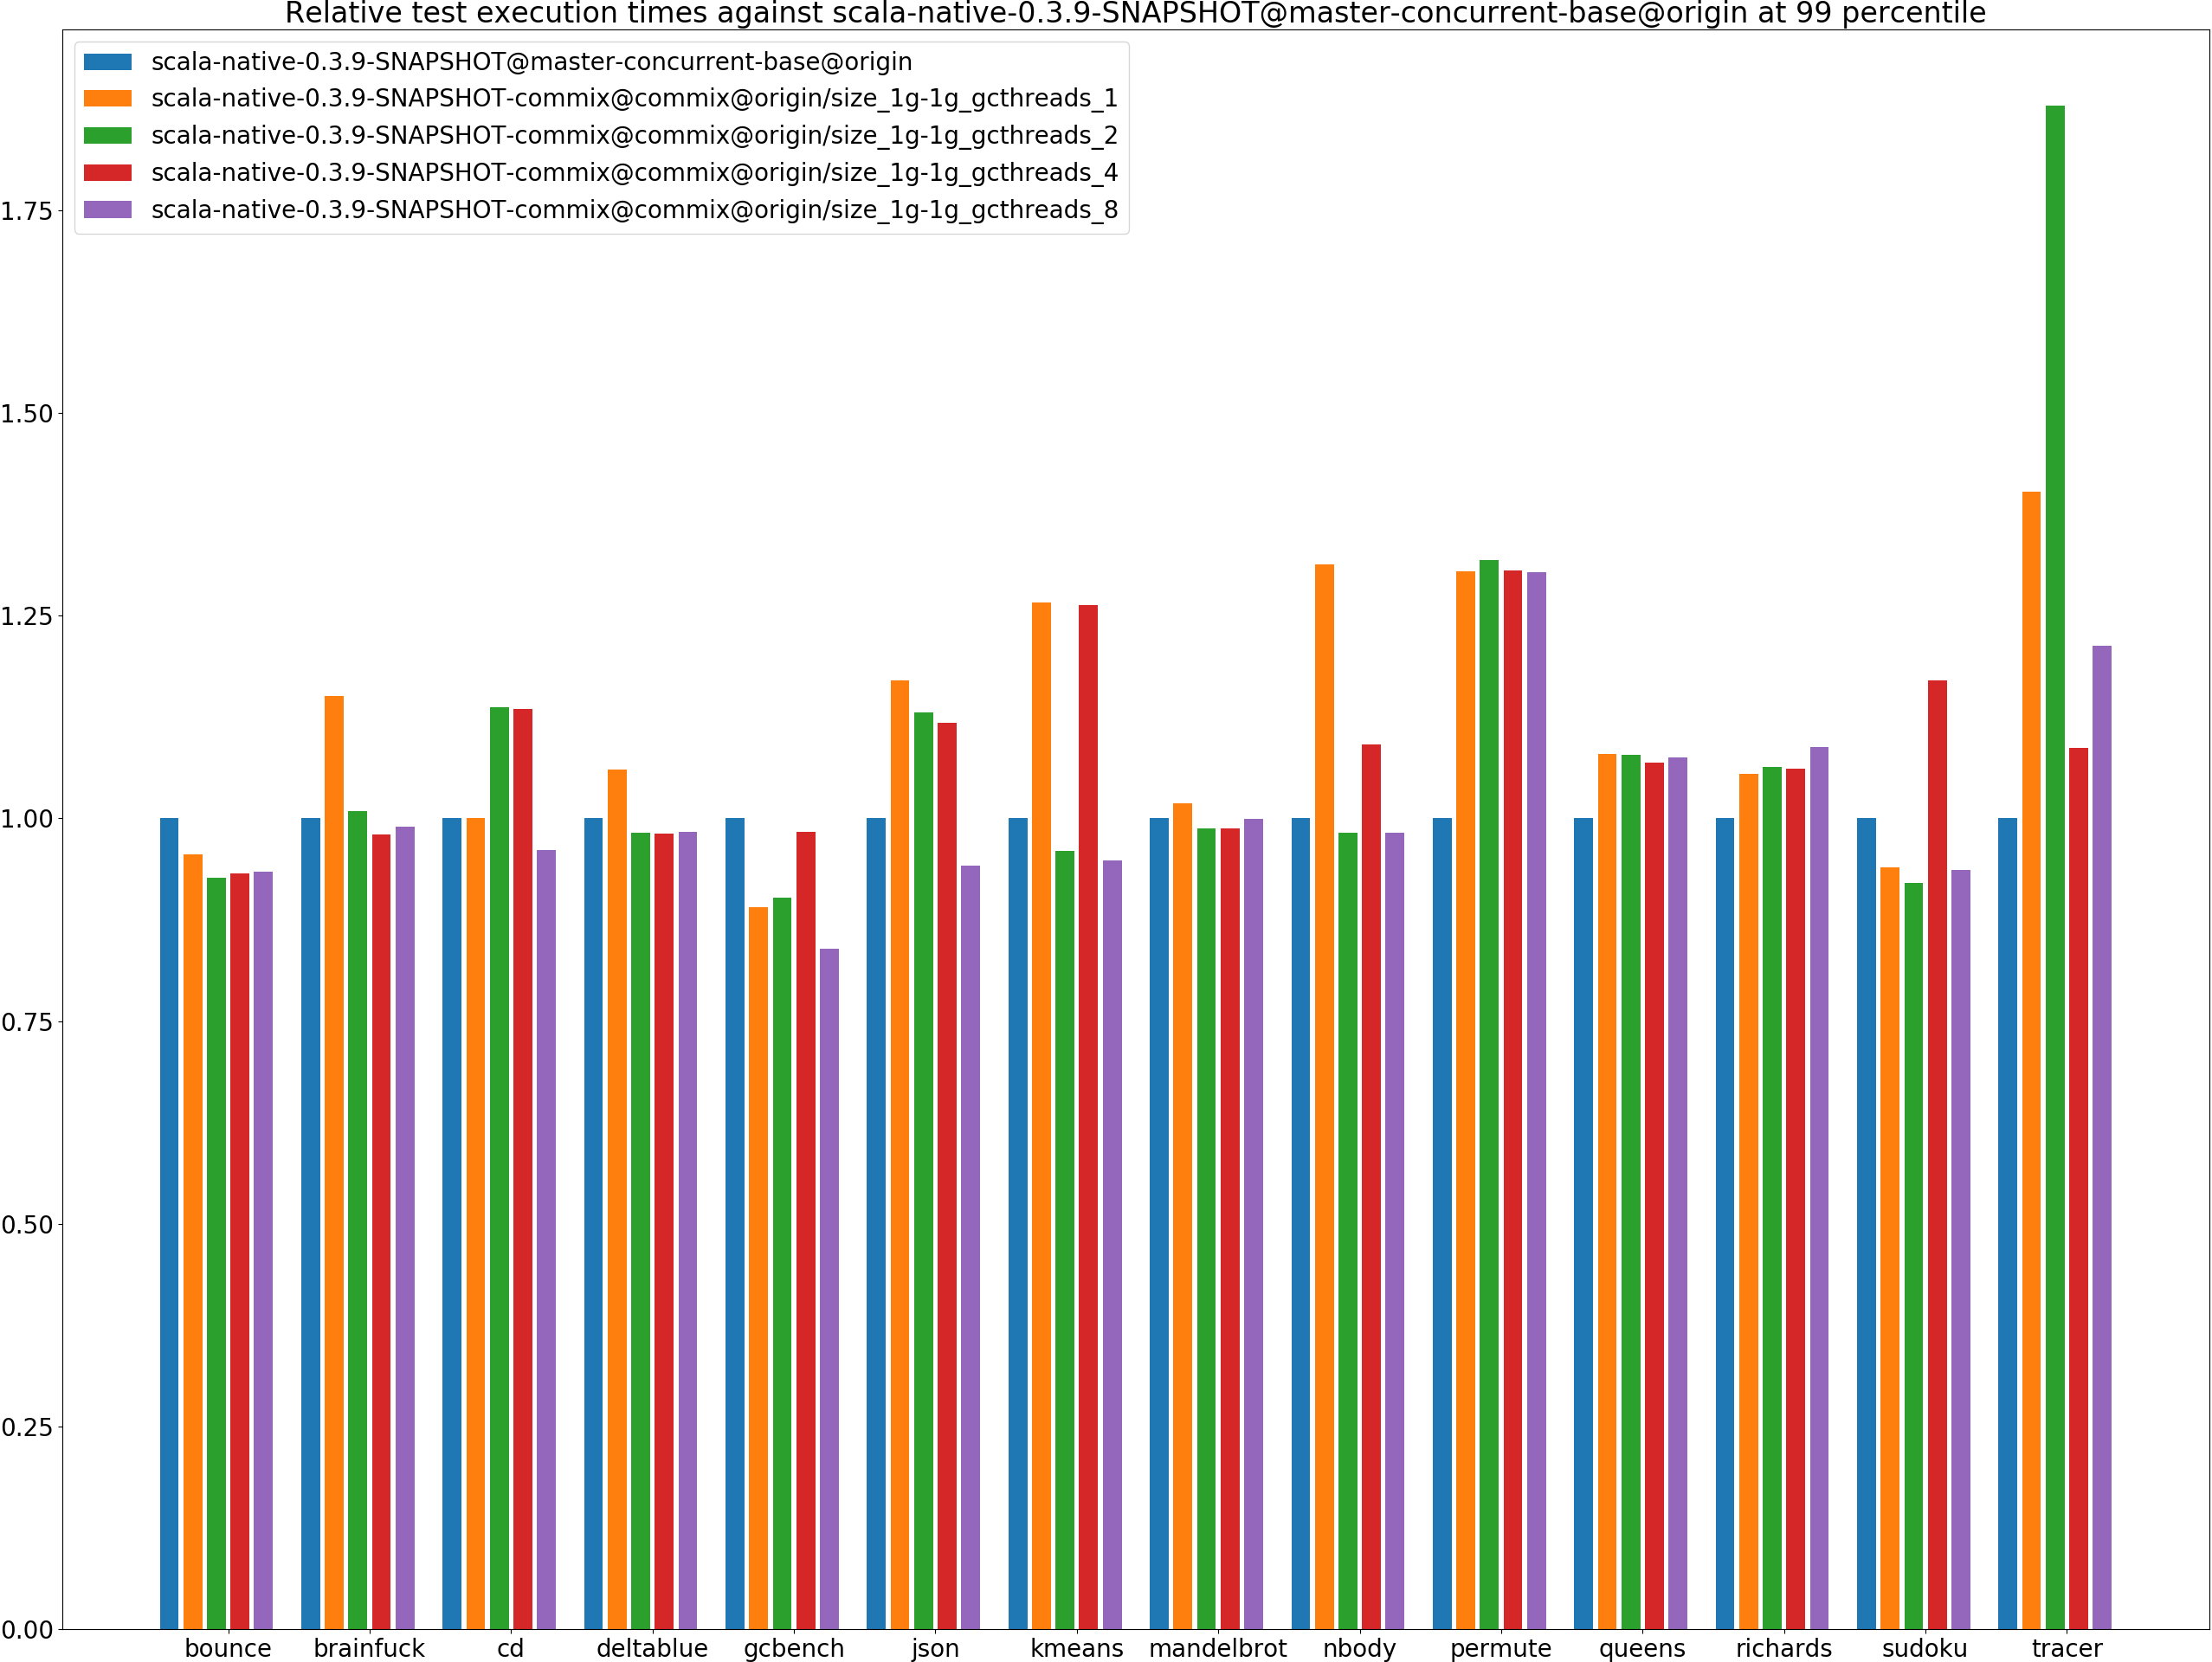 Relative test execution times against scala-native-0.3.9-SNAPSHOT@master-concurrent-base@origin at 99 percentile
scala-native-0.3.9-SNAPSHOT@master-concurrent-base@origin
scala-native-0.3.9-SNAPSHOT-commix@commix@origin/size_1g-1g_gcthreads_1
scala-native-0.3.9-SNAPSHOT-commix@commix@origin/size_1g-1g_gcthreads_2
scala-native-0.3.9-SNAPSHOT-commix@commix@origin/size_1g-1g_gcthreads_4
scala-native-0.3.9-SNAPSHOT-commix@commix@origin/size_1g-1g_gcthreads_8
1.75
1.50
1.25
1.00
0.75
0.50
0.25
0.00
bounce brainfuck cd deltablue gcbench json kmeans mandelbrot nbody permute queens richards sudoku tracer